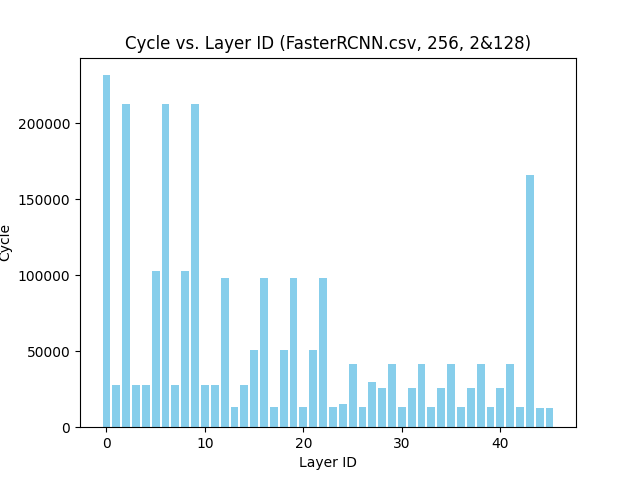 Cycle vs. Layer ID (FasterRCNN.csv, 256, 2&128)
200000
150000
100000
50000
0
Cycle
0 10 20 30 40
Layer ID